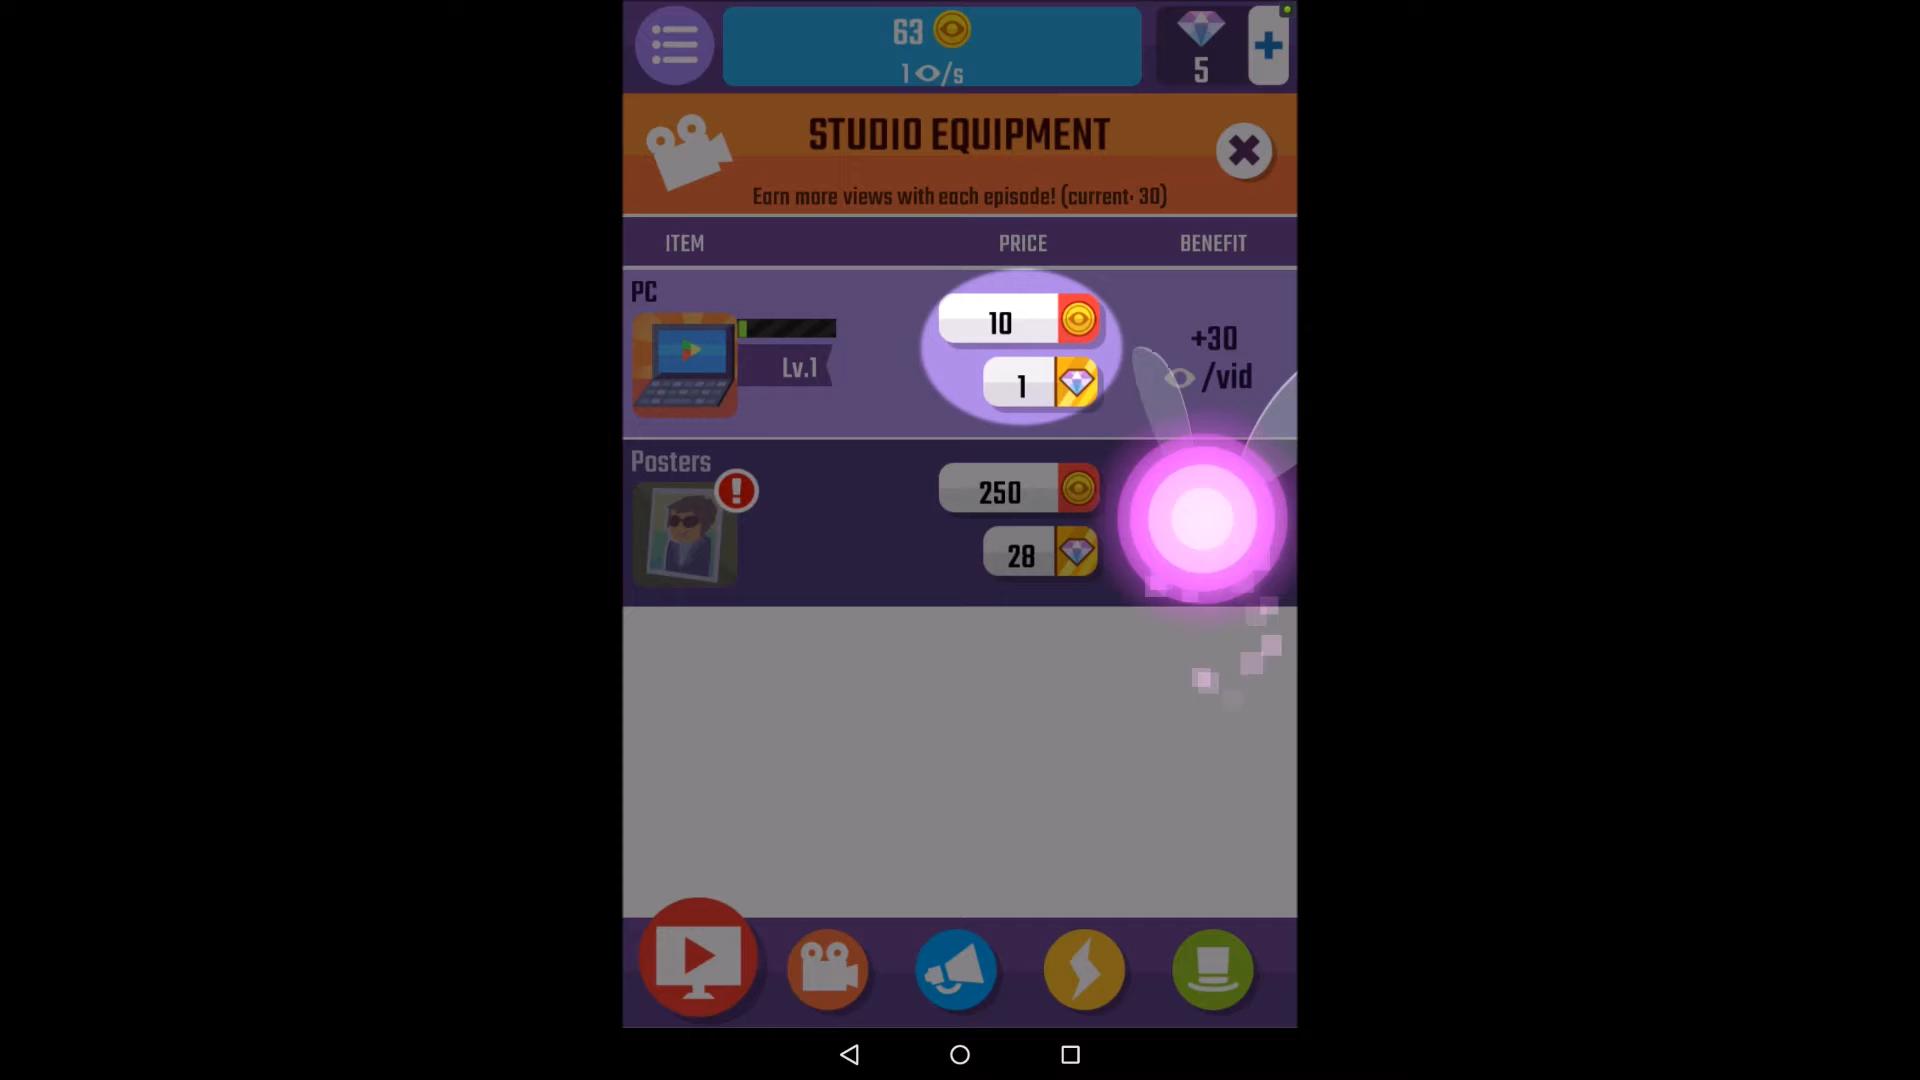 63
1 /s
5
STUDIO EQUIPMENT
Earn more views with each episode! (current: 30)
ITEM PRICE BENEFIT
PC
10
Lv.1
1
+30
/vid
Posters
!
250
28